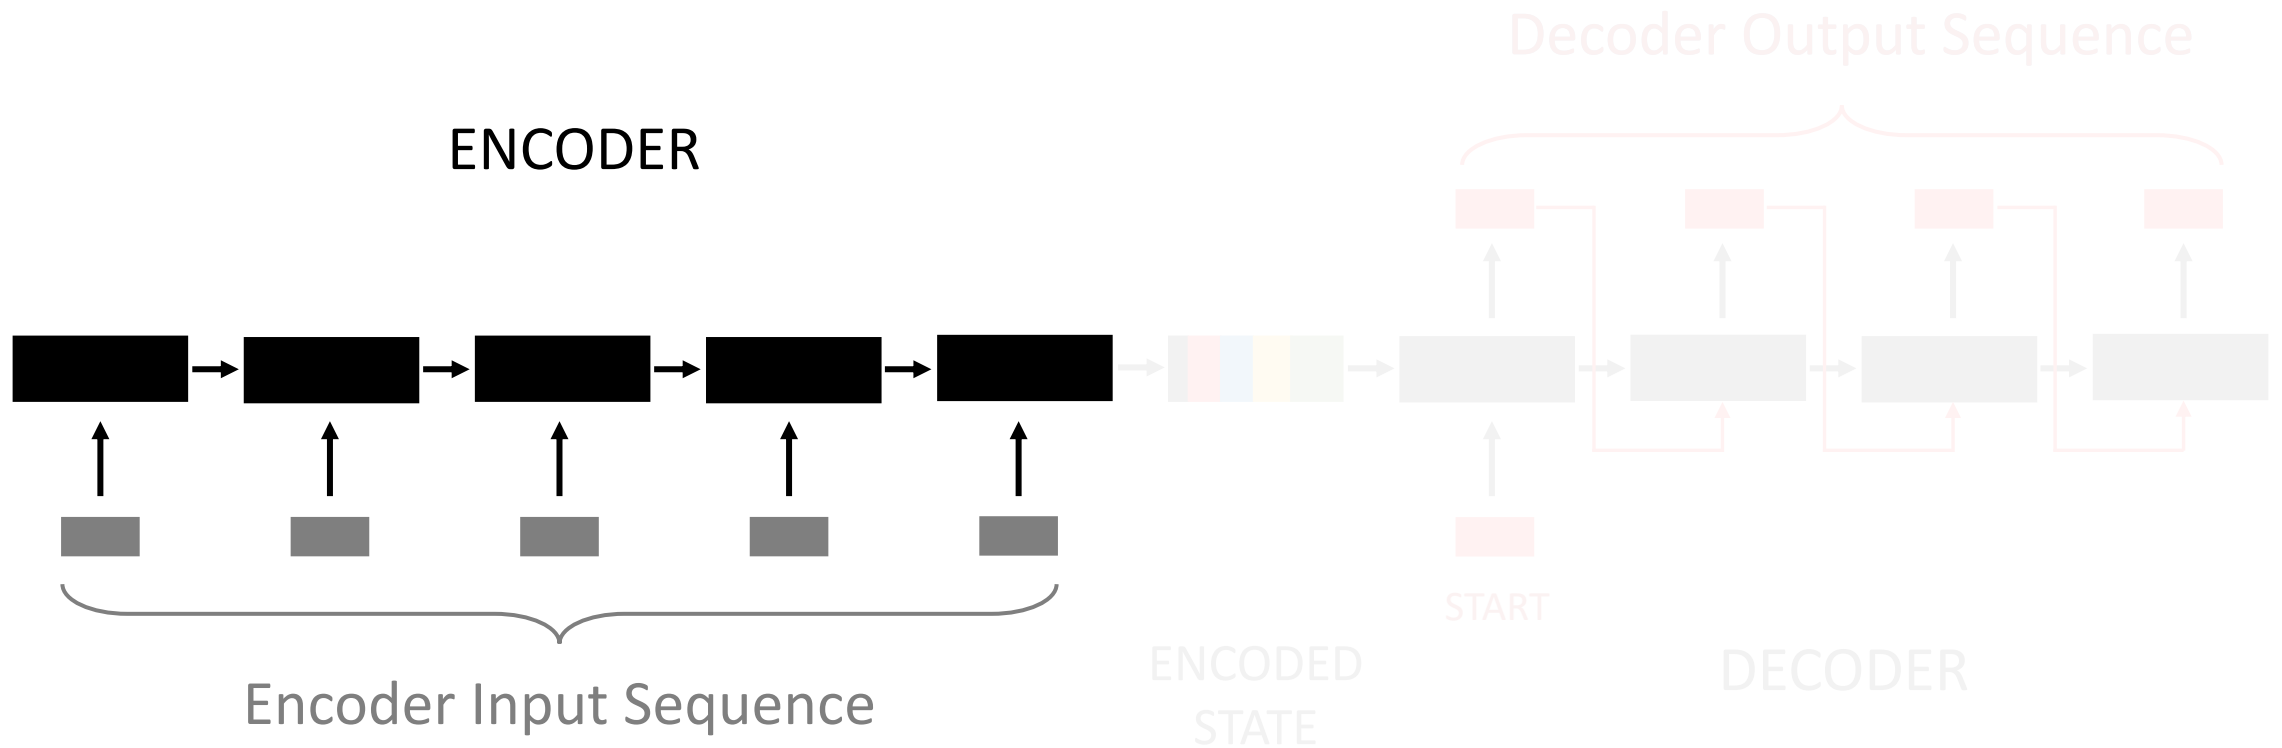 Decoder Output Sequence
ENCODER
START
ENCODED
STATE
DECODER
Encoder Input Sequence